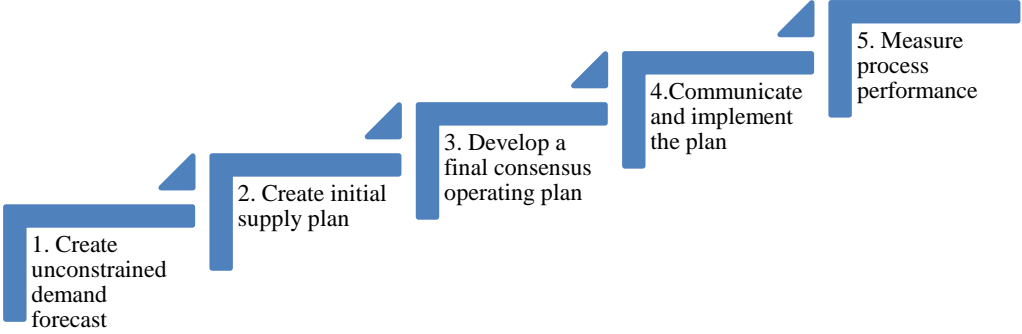 1. Create
unconstrained
demand
forecast
2. Create initial
supply plan
3. Develop a
final consensus
operating plan
4.Communicate
and implement
the plan
5. Measure
process
performance